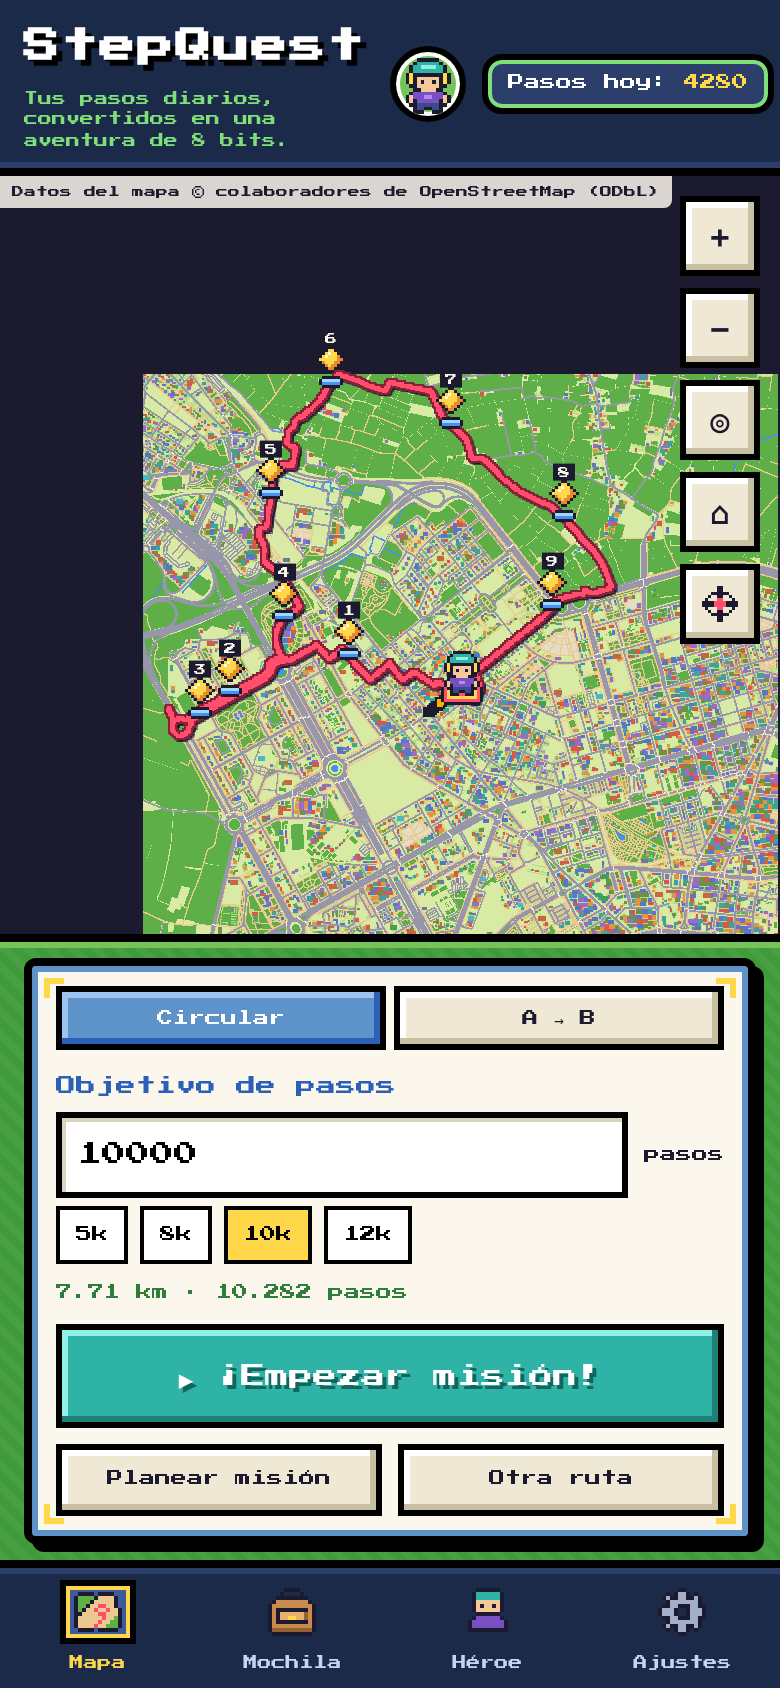 StepQuest
Tus pasos diarios,
convertidos en una
aventura de 8 bits.
Pasos hoy: 4280
Datos del mapa © colaboradores de OpenStreetMap (ODbL)
+
−
6
7
5
8
9
4
1
2
3
Circular
A → B
Objetivo de pasos
10000
pasos
5k
8k
10k
12k
7.71 km · 10.282 pasos
▶ ¡Empezar misión!
Planear misión
Otra ruta
Mapa
Mochila
Héroe
Ajustes